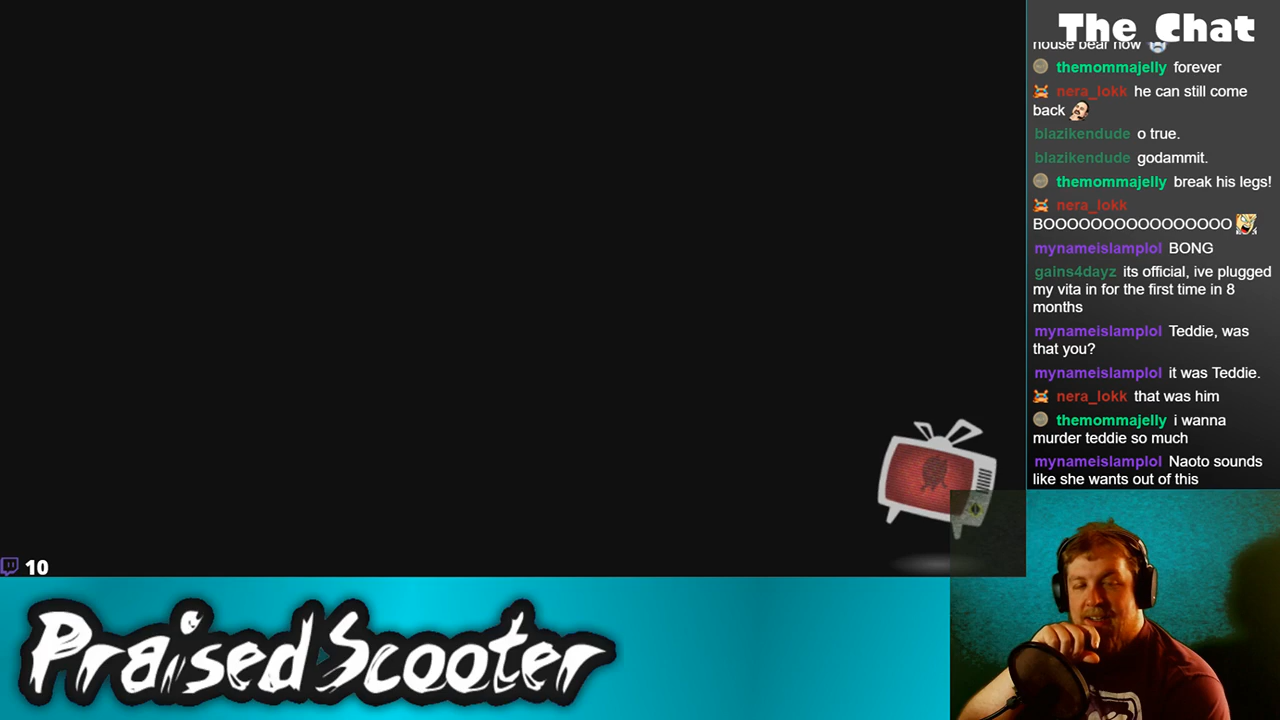 The Chat
house bear now
themommajelly forever
nera_lokk he can still come
back
blazikendude o true.
blazikendude godammit.
themommajelly break his legs!
nera_lokk
BOOOOOOOOOOOOOOOO
mynameislamplol BONG
gains4dayz its official, ive plugged
my vita in for the first time in 8
months
mynameislamplol Teddie, was
that you?
mynameislamplol it was Teddie.
nera_lokk that was him
themommajelly i wanna
murder teddie so much
mynameislamplol Naoto sounds
like she wants out of this
10
PraisedScooter